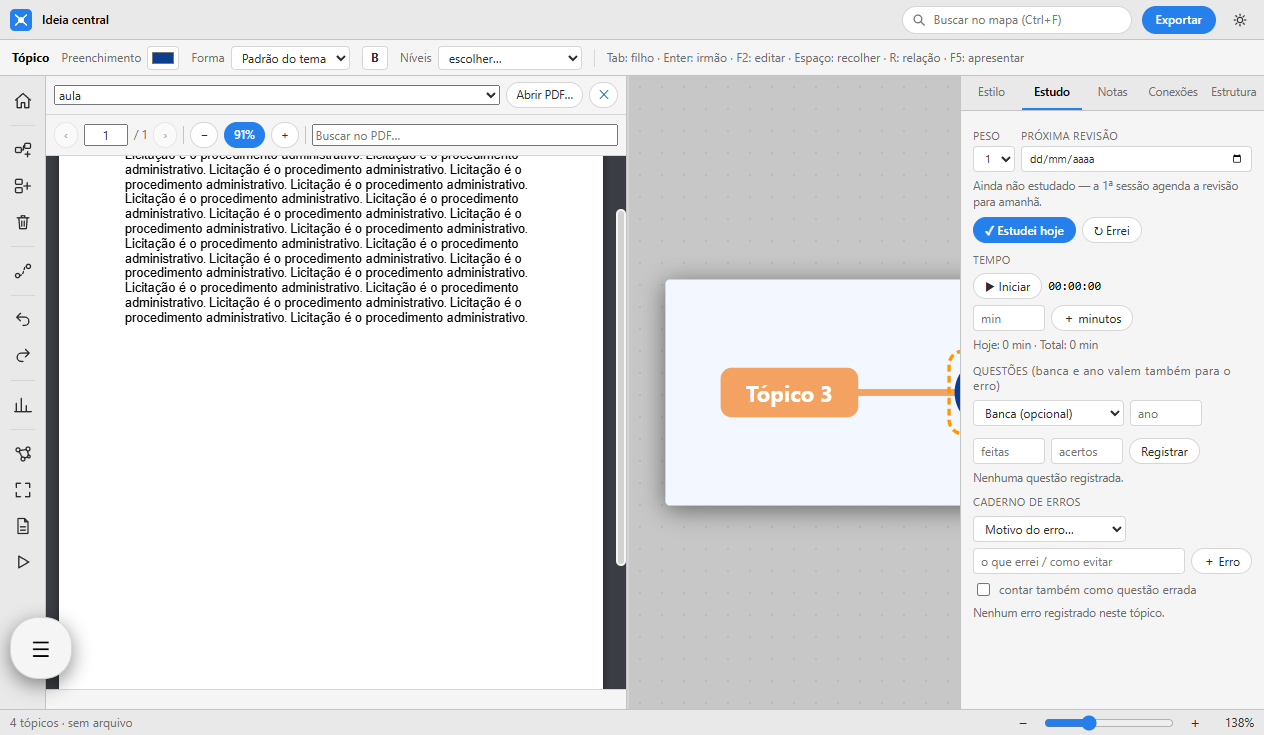 Ideia central
Buscar no mapa (Ctrl+F)
Exportar
Tópico
Preenchimento
Forma
Padrão do tema
B
Níveis
escolher...
Tab: filho · Enter: irmão · F2: editar · Espaço: recolher · R: relação · F5: apresentar
aula
Abrir PDF...
✕
‹
1
/ 1
›
−
91%
+
Buscar no PDF...
Licitação é o procedimento administrativo. Licitação é o procedimento
administrativo. Licitação é o procedimento administrativo. Licitação é o
procedimento administrativo. Licitação é o procedimento administrativo.
Licitação é o procedimento administrativo. Licitação é o procedimento
administrativo. Licitação é o procedimento administrativo. Licitação é o
procedimento administrativo. Licitação é o procedimento administrativo.
Licitação é o procedimento administrativo. Licitação é o procedimento
administrativo. Licitação é o procedimento administrativo. Licitação é o
procedimento administrativo. Licitação é o procedimento administrativo.
Licitação é o procedimento administrativo. Licitação é o procedimento
administrativo. Licitação é o procedimento administrativo. Licitação é o
procedimento administrativo. Licitação é o procedimento administrativo.
Tópico 3
Estilo
Estudo
Notas
Conexões
Estrutura
PESO
PRÓXIMA REVISÃO
1
dd/mm/aaaa
Ainda não estudado — a 1ª sessão agenda a revisão
para amanhã.
✓ Estudei hoje
↻ Errei
TEMPO
▶ Iniciar
00:00:00
min
+ minutos
Hoje: 0 min · Total: 0 min
QUESTÕES (banca e ano valem também para o
erro)
Banca (opcional)
ano
feitas
acertos
Registrar
Nenhuma questão registrada.
CADERNO DE ERROS
Motivo do erro...
o que errei / como evitar
+ Erro
contar também como questão errada
Nenhum erro registrado neste tópico.
4 tópicos · sem arquivo
−
+
138%